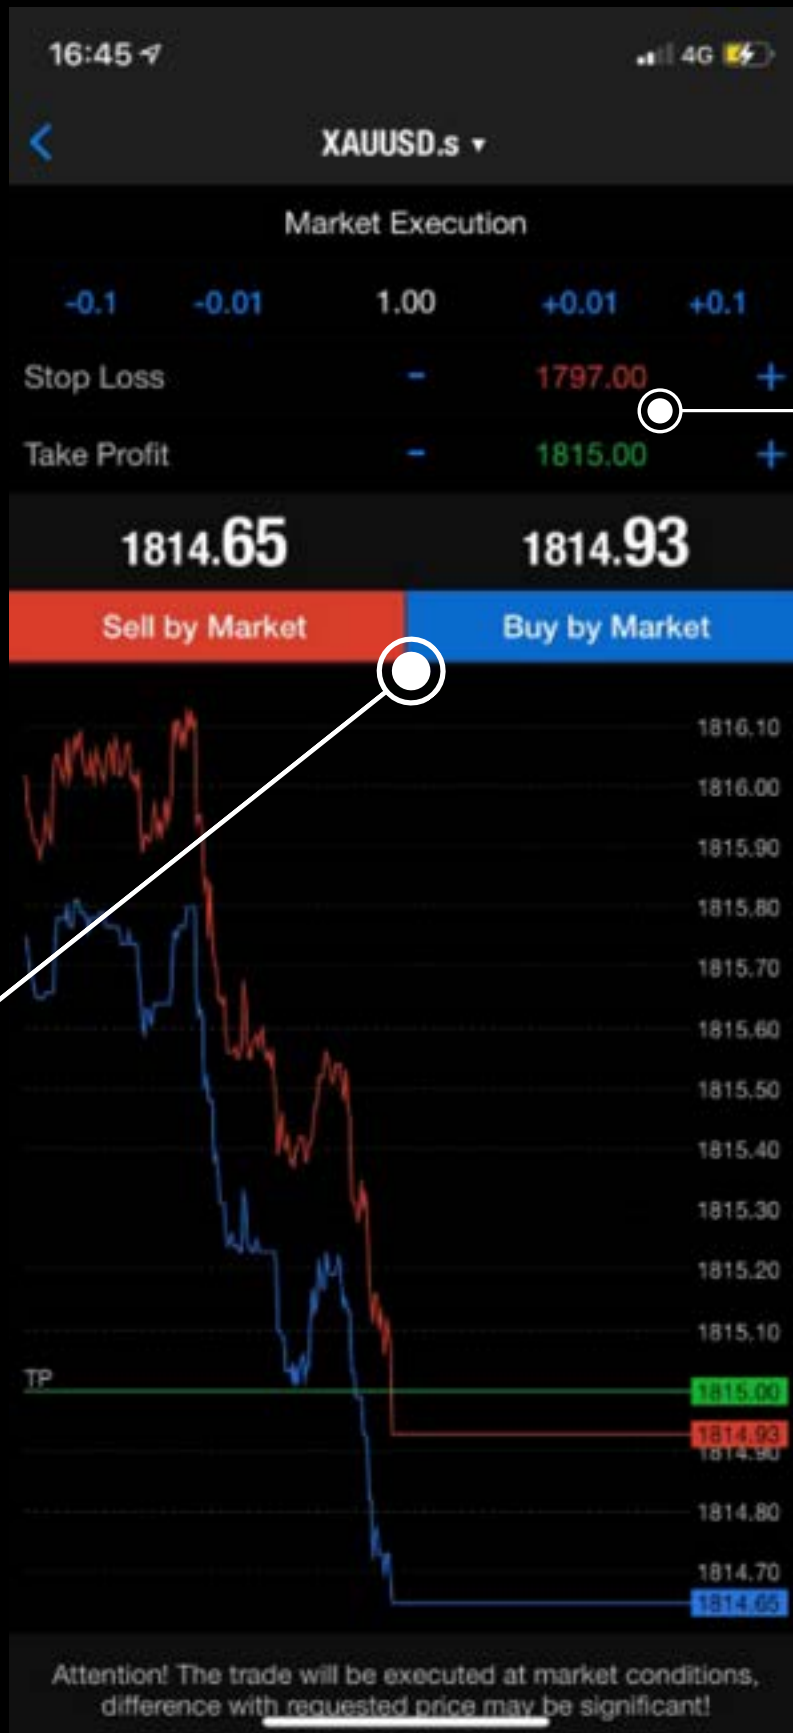 16:45
4G
XAUUSD.s ▾
Market Execution
-0.1 -0.01 1.00 +0.01 +0.1
Stop Loss - 1797.00 +
Take Profit - 1815.00 +
1814.65 1814.93
Sell by Market Buy by Market
1816.10
1816.00
1815.90
1815.80
1815.70
1815.60
1815.50
1815.40
1815.30
1815.20
1815.10
TP
1815.00
1814.93
1814.90
1814.80
1814.70
1814.65
Attention! The trade will be executed at market conditions,
difference with requested price may be significant!